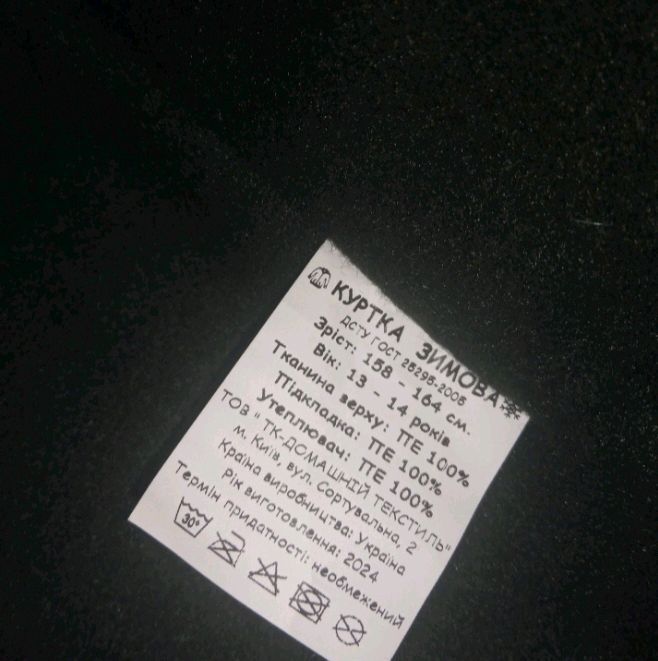 КУРТКА ЗИМОВА
ДСТУ ГОСТ 25295-2005
Зріст: 158 - 164 см.
Вік: 13 - 14 років
Тканина верху: ПЕ 100%
Підкладка: ПЕ 100%
Утеплювач: ПЕ 100%
ТОВ " ТК-ДОМАШНІЙ ТЕКСТИЛЬ"
м. Київ, вул. Сортувальна, 2
Країна виробництва: Україна
Рік виготовлення: 2024
Термін придатності: необмежений
30°